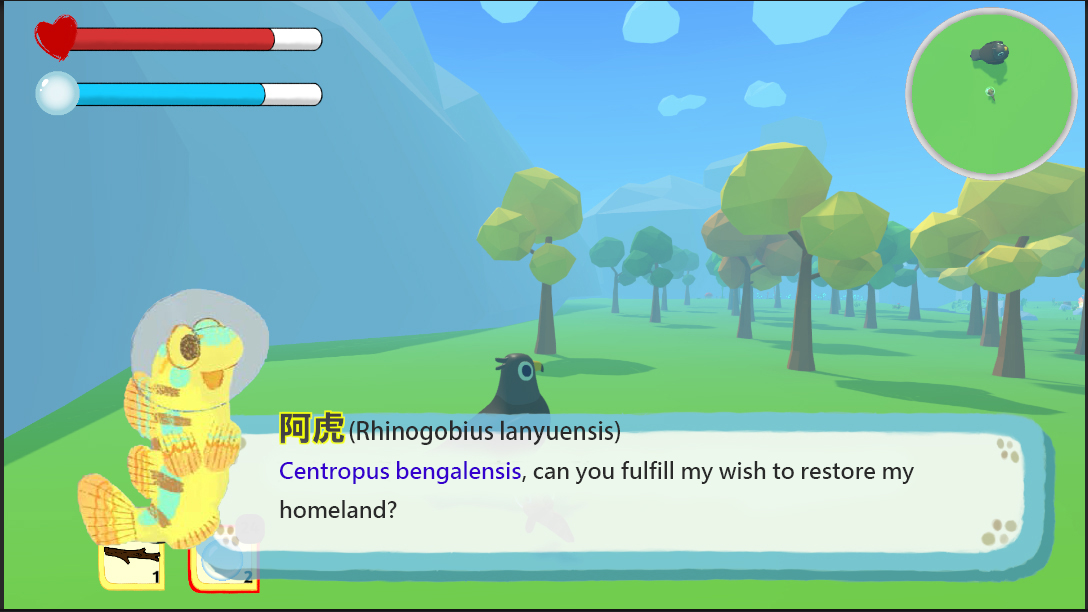 阿虎(Rhinogobius lanyuensis)
Centropus bengalensis, can you fulfill my wish to restore my
homeland?
1
2